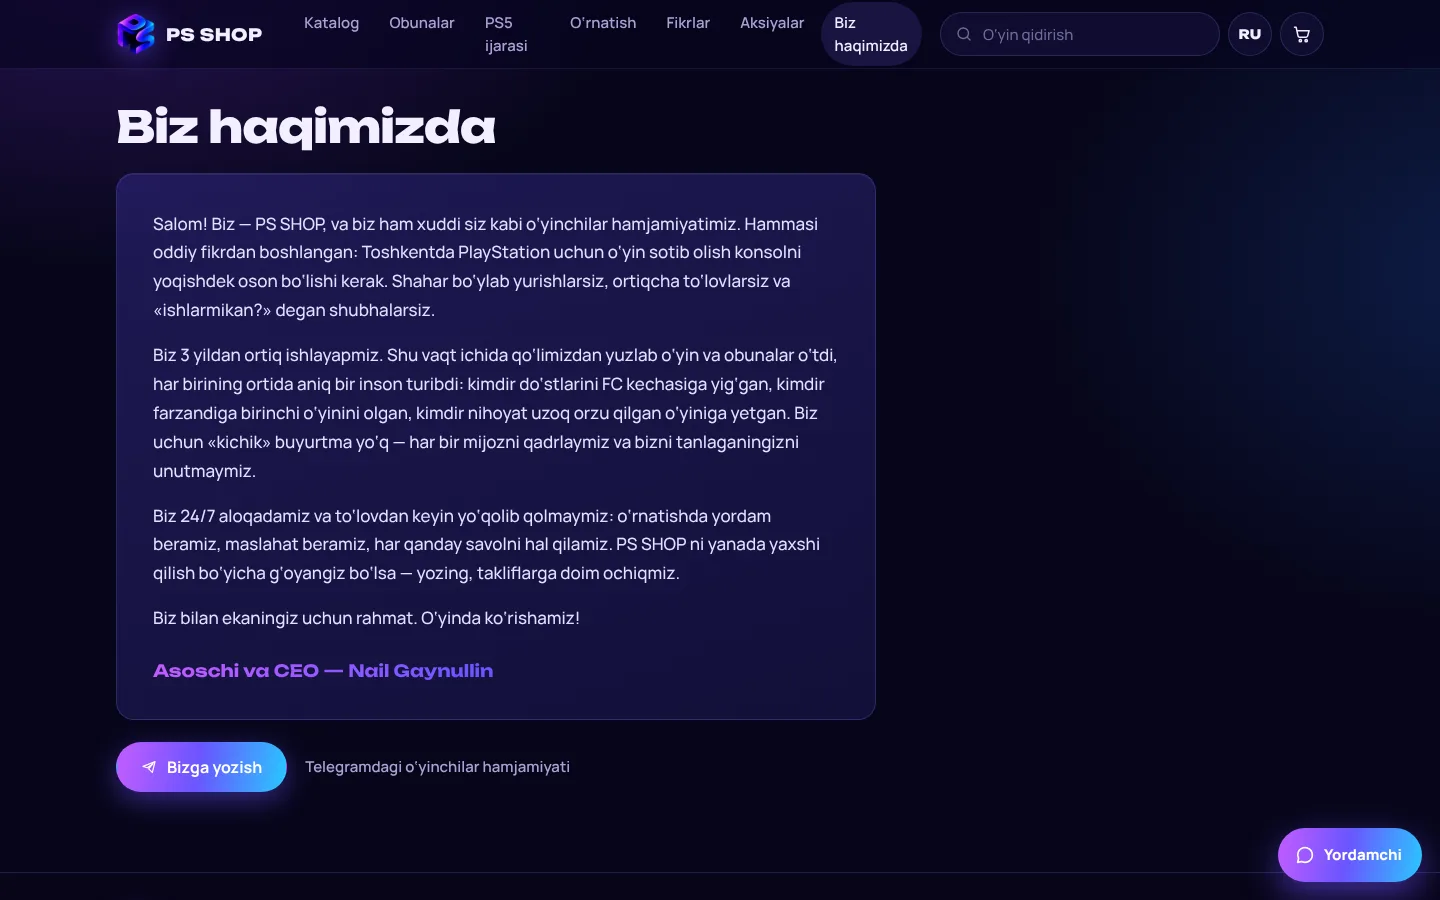 PS SHOP
Katalog
Obunalar
PS5
ijarasi
O‘rnatish
Fikrlar
Aksiyalar
Biz
haqimizda
O‘yin qidirish
RU
Biz haqimizda
Salom! Biz — PS SHOP, va biz ham xuddi siz kabi o‘yinchilar hamjamiyatimiz. Hammasi
oddiy fikrdan boshlangan: Toshkentda PlayStation uchun o‘yin sotib olish konsolni
yoqishdek oson bo‘lishi kerak. Shahar bo‘ylab yurishlarsiz, ortiqcha to‘lovlarsiz va
«ishlarmikan?» degan shubhalarsiz.
Biz 3 yildan ortiq ishlayapmiz. Shu vaqt ichida qo‘limizdan yuzlab o‘yin va obunalar o‘tdi,
har birining ortida aniq bir inson turibdi: kimdir do‘stlarini FC kechasiga yig‘gan, kimdir
farzandiga birinchi o‘yinini olgan, kimdir nihoyat uzoq orzu qilgan o‘yiniga yetgan. Biz
uchun «kichik» buyurtma yo‘q — har bir mijozni qadrlaymiz va bizni tanlaganingizni
unutmaymiz.
Biz 24/7 aloqadamiz va to‘lovdan keyin yo‘qolib qolmaymiz: o‘rnatishda yordam
beramiz, maslahat beramiz, har qanday savolni hal qilamiz. PS SHOP ni yanada yaxshi
qilish bo‘yicha g‘oyangiz bo‘lsa — yozing, takliflarga doim ochiqmiz.
Biz bilan ekaningiz uchun rahmat. O‘yinda ko‘rishamiz!
Asoschi va CEO — Nail Gaynullin
Bizga yozish
Telegramdagi o‘yinchilar hamjamiyati
Yordamchi